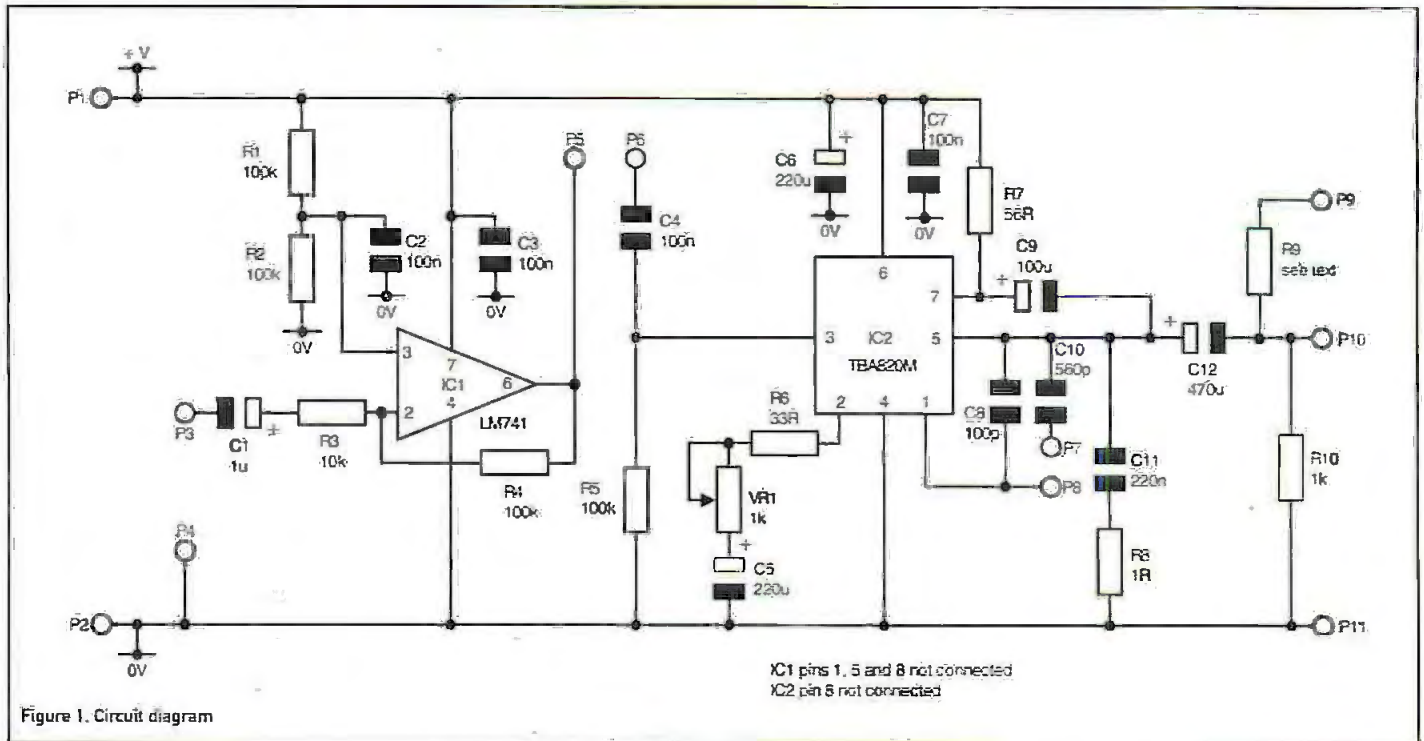 +V
P1
R1
100k
R2
100k
0V
C2
100n
0V
C3
100n
0V
P5
P6
C4
100n
C6
220u
+
0V
C7
100n
0V
R7
56R
C9
100u
+
P9
R9
see text
3
7
IC1
2
4
6
LM741
P3
C1
1u
+
R3
10k
R4
100k
R5
100k
6
7
3
IC2
5
TBA820M
2
4
1
R6
33R
VR1
1k
+
C5
220u
C8
100p
C10
560p
P7
P8
C11
220n
R8
1R
+
C12
470u
P10
R10
1k
P4
P2
0V
P11
IC1 pins 1, 5 and 8 not connected
IC2 pin 8 not connected
Figure 1. Circuit diagram